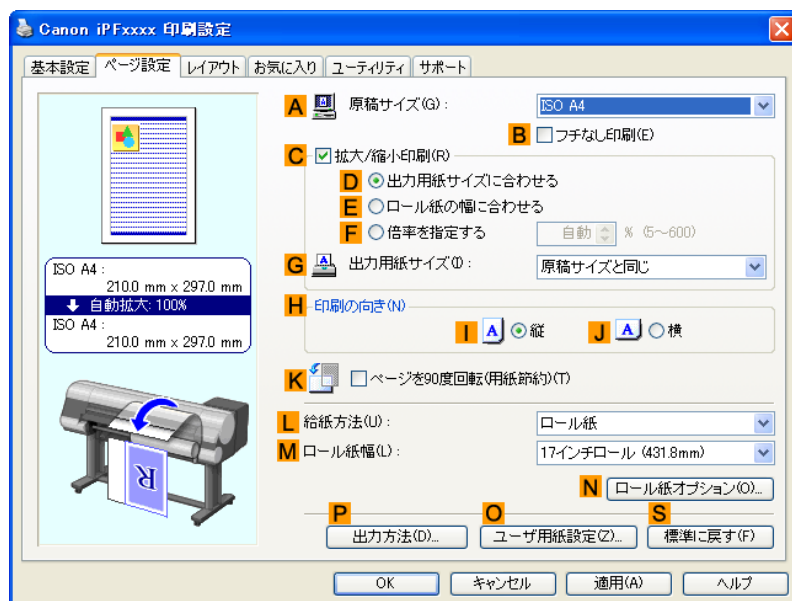 Canon iPFxxxx 印刷設定
基本設定 ページ設定 レイアウト お気に入り ユーティリティ サポート
A 原稿サイズ(G): ISO A4
B フチなし印刷(E)
C 拡大/縮小印刷(R)
D 出力用紙サイズに合わせる
E ロール紙の幅に合わせる
F 倍率を指定する 自動 % (5～600)
G 出力用紙サイズ(I): 原稿サイズと同じ
ISO A4 :
210.0 mm x 297.0 mm
自動拡大: 100%
ISO A4 :
210.0 mm x 297.0 mm
H 印刷の向き(N)
I A 縦 J A 横
K ページを90度回転(用紙節約)(T)
R
L 給紙方法(U): ロール紙
M ロール紙幅(L): 17インチロール (431.8mm)
N ロール紙オプション(O)...
P O S
出力方法(D)... ユーザ用紙設定(Z)... 標準に戻す(F)
OK キャンセル 適用(A) ヘルプ